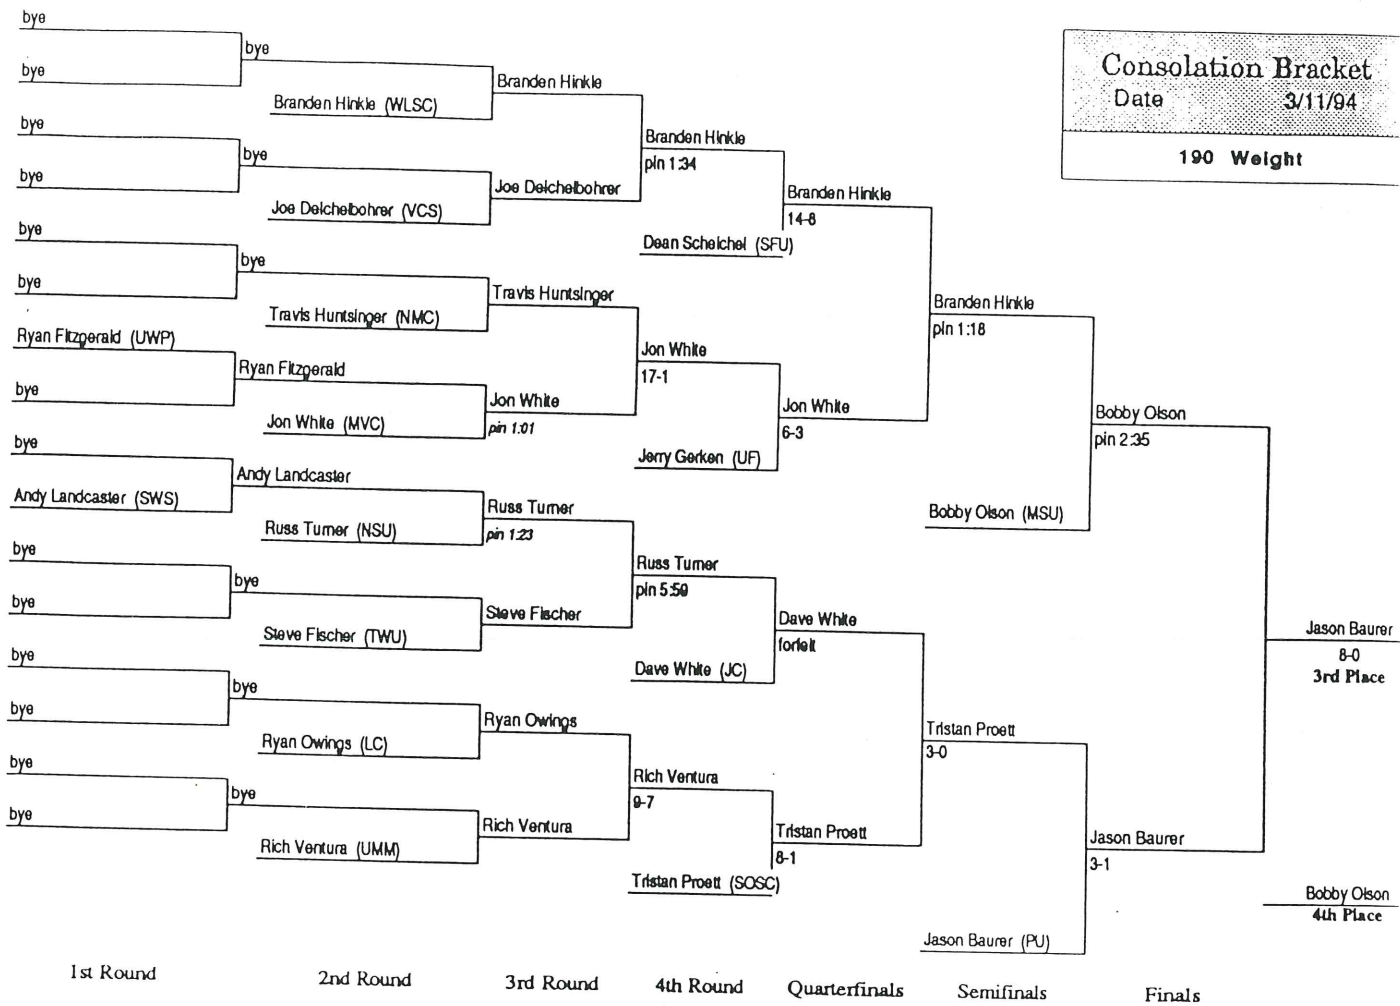 Consolation Bracket
Date 3/11/94
190 Weight
bye
bye
bye
bye
bye
bye
Ryan Fitzgerald (UWP)
bye
bye
Andy Landcaster (SWS)
bye
bye
bye
bye
bye
bye
1st Round
bye
Branden Hinkle (WLSC)
bye
Joe Deichelbohrer (VCS)
bye
Travis Huntsinger (NMC)
Ryan Fitzgerald
Jon White (MVC)
Andy Landcaster
Russ Turner (NSU)
bye
Steve Fischer (TWU)
bye
Ryan Owings (LC)
bye
Rich Ventura (UMM)
2nd Round
Branden Hinkle
Joe Deichelbohrer
Travis Huntsinger
Jon White
pin 1:01
Russ Turner
pin 1:23
Steve Fischer
Ryan Owings
Rich Ventura
3rd Round
Branden Hinkle
pin 1:34
Dean Scheichel (SFU)
Jon White
17-1
Jerry Gerken (UF)
Russ Turner
pin 5:59
Dave White (JC)
Rich Ventura
9-7
Tristan Proett (SOSC)
4th Round
Branden Hinkle
14-8
Jon White
6-3
Dave White
forfeit
Tristan Proett
8-1
Quarterfinals
Branden Hinkle
pin 1:18
Bobby Olson (MSU)
Tristan Proett
3-0
Jason Baurer (PU)
Semifinals
Bobby Olson
pin 2:35
Jason Baurer
3-1
Finals
Jason Baurer
8-0
3rd Place
Bobby Olson
4th Place